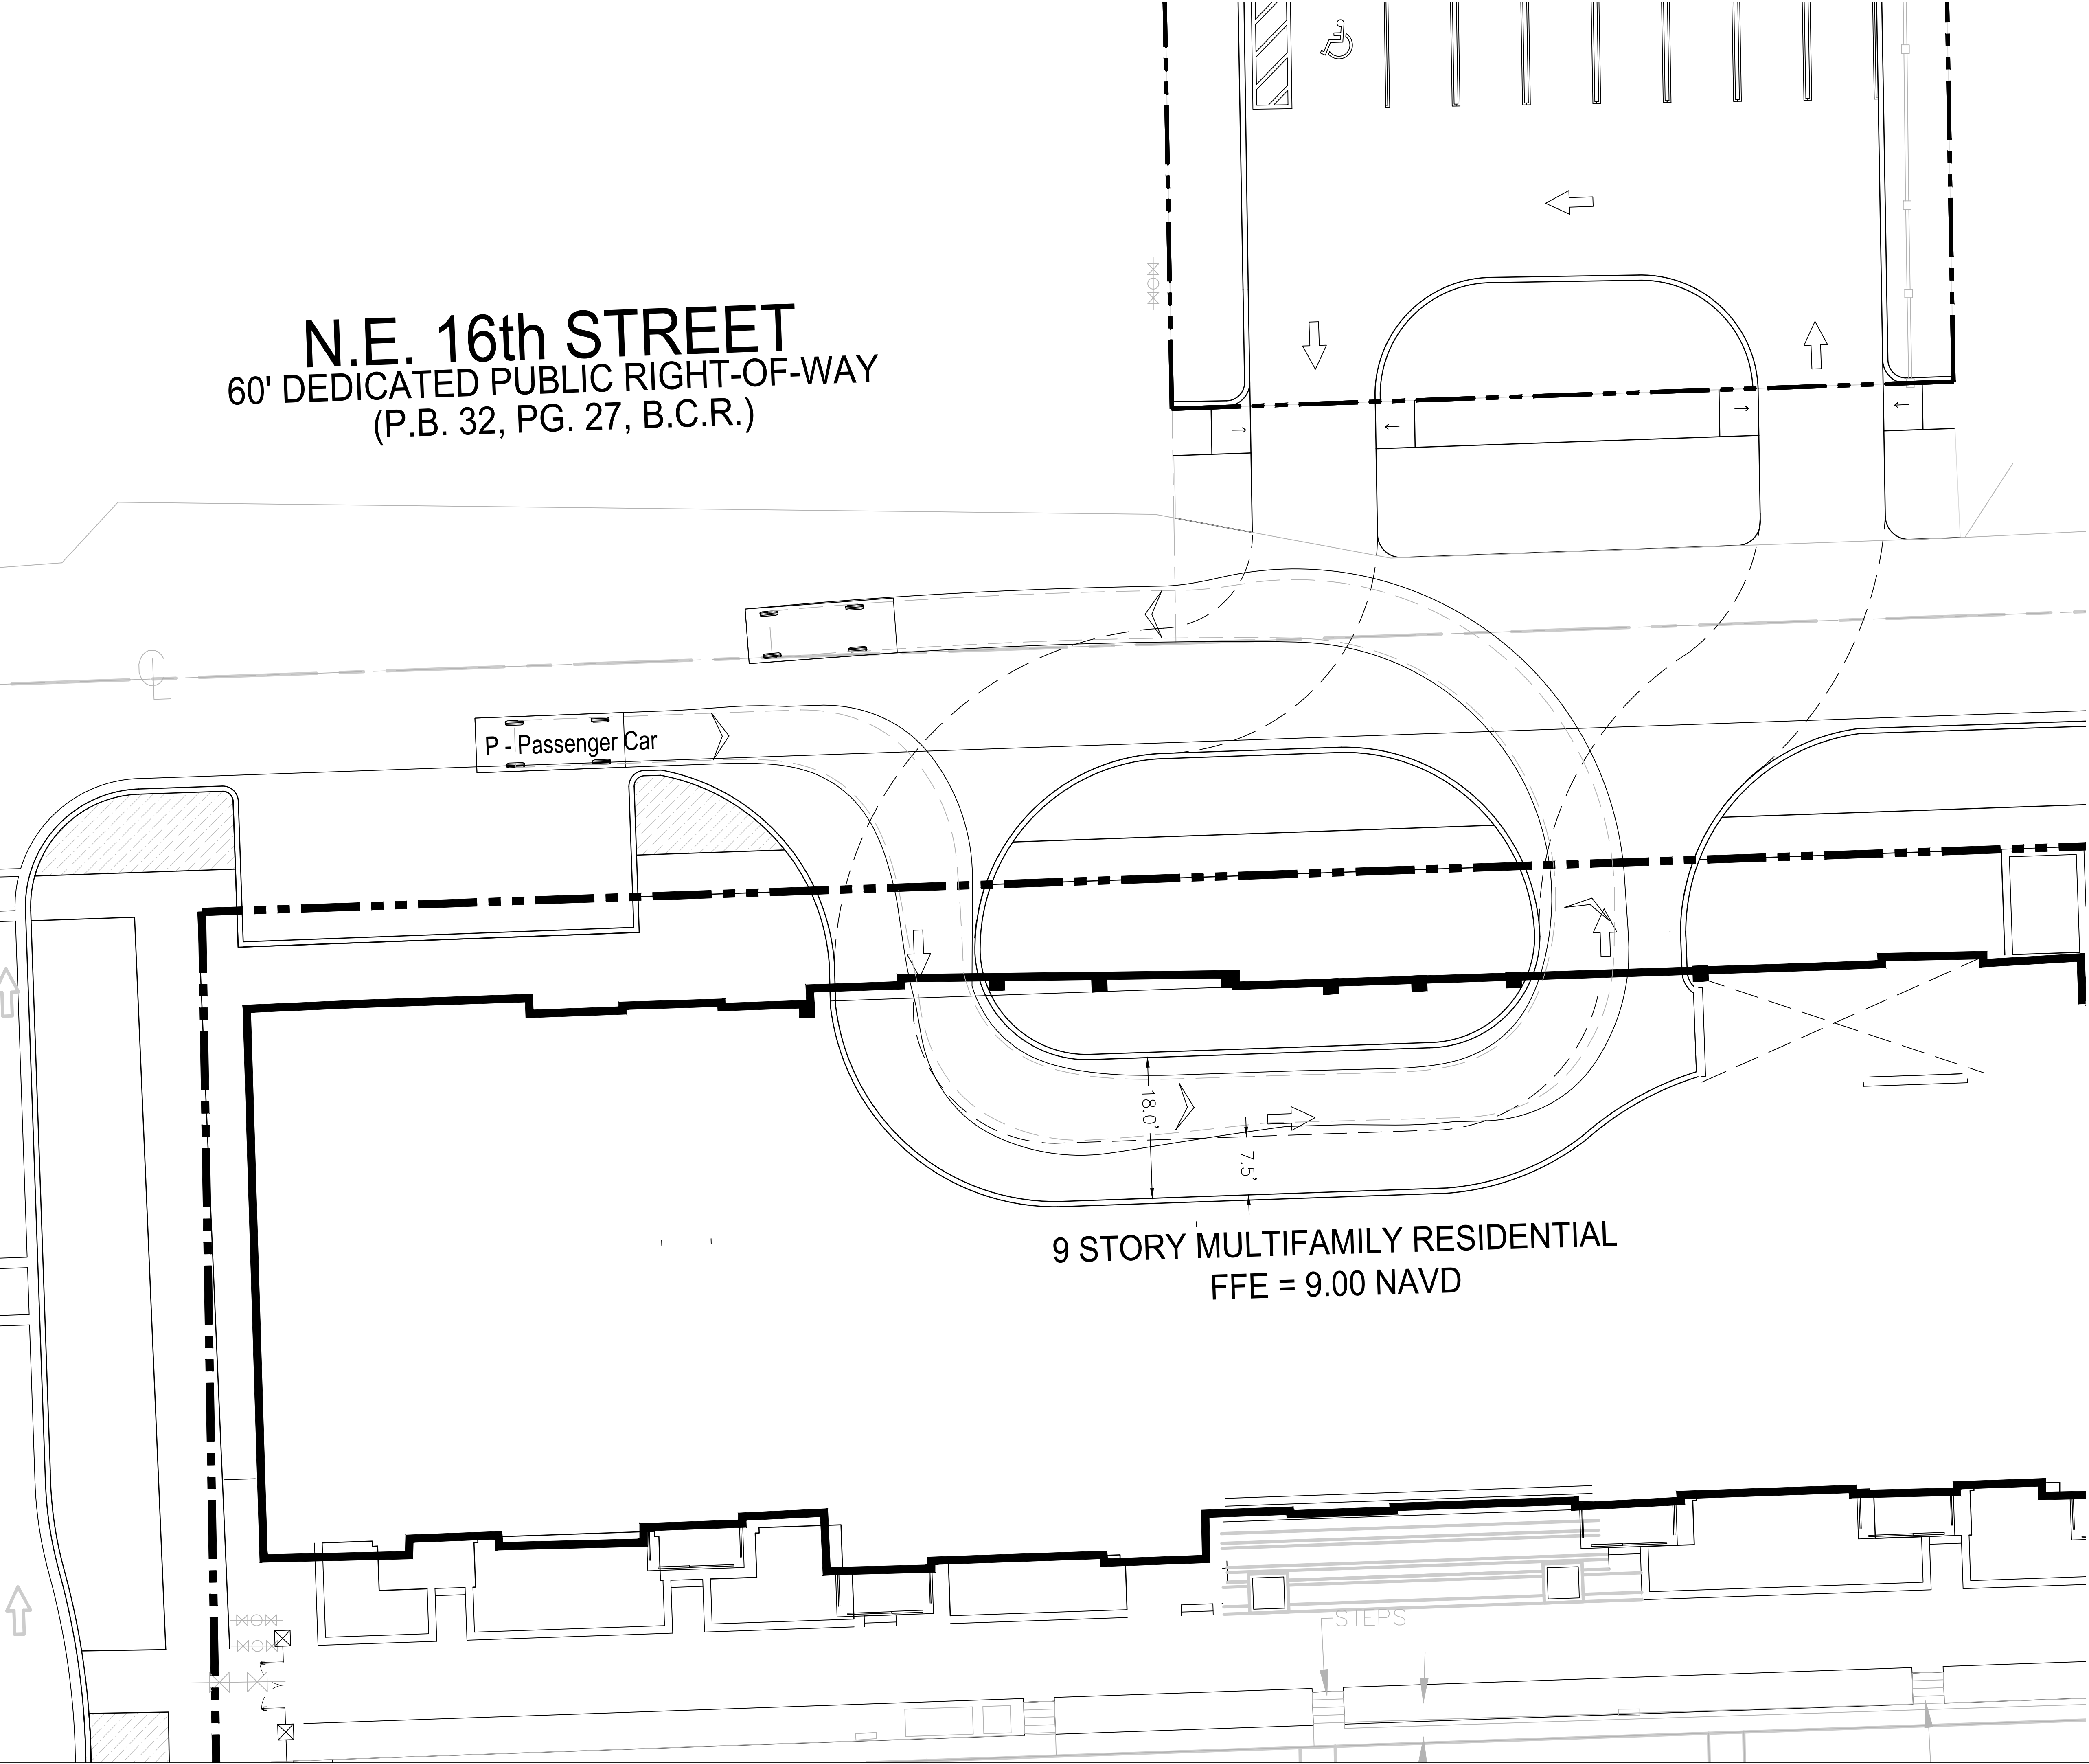 N.E. 16th STREET
60' DEDICATED PUBLIC RIGHT-OF-WAY
(P.B. 32, PG. 27, B.C.R.)
P - Passenger Car
18.0'
7.5'
9 STORY MULTIFAMILY RESIDENTIAL
FFE = 9.00 NAVD
STEPS